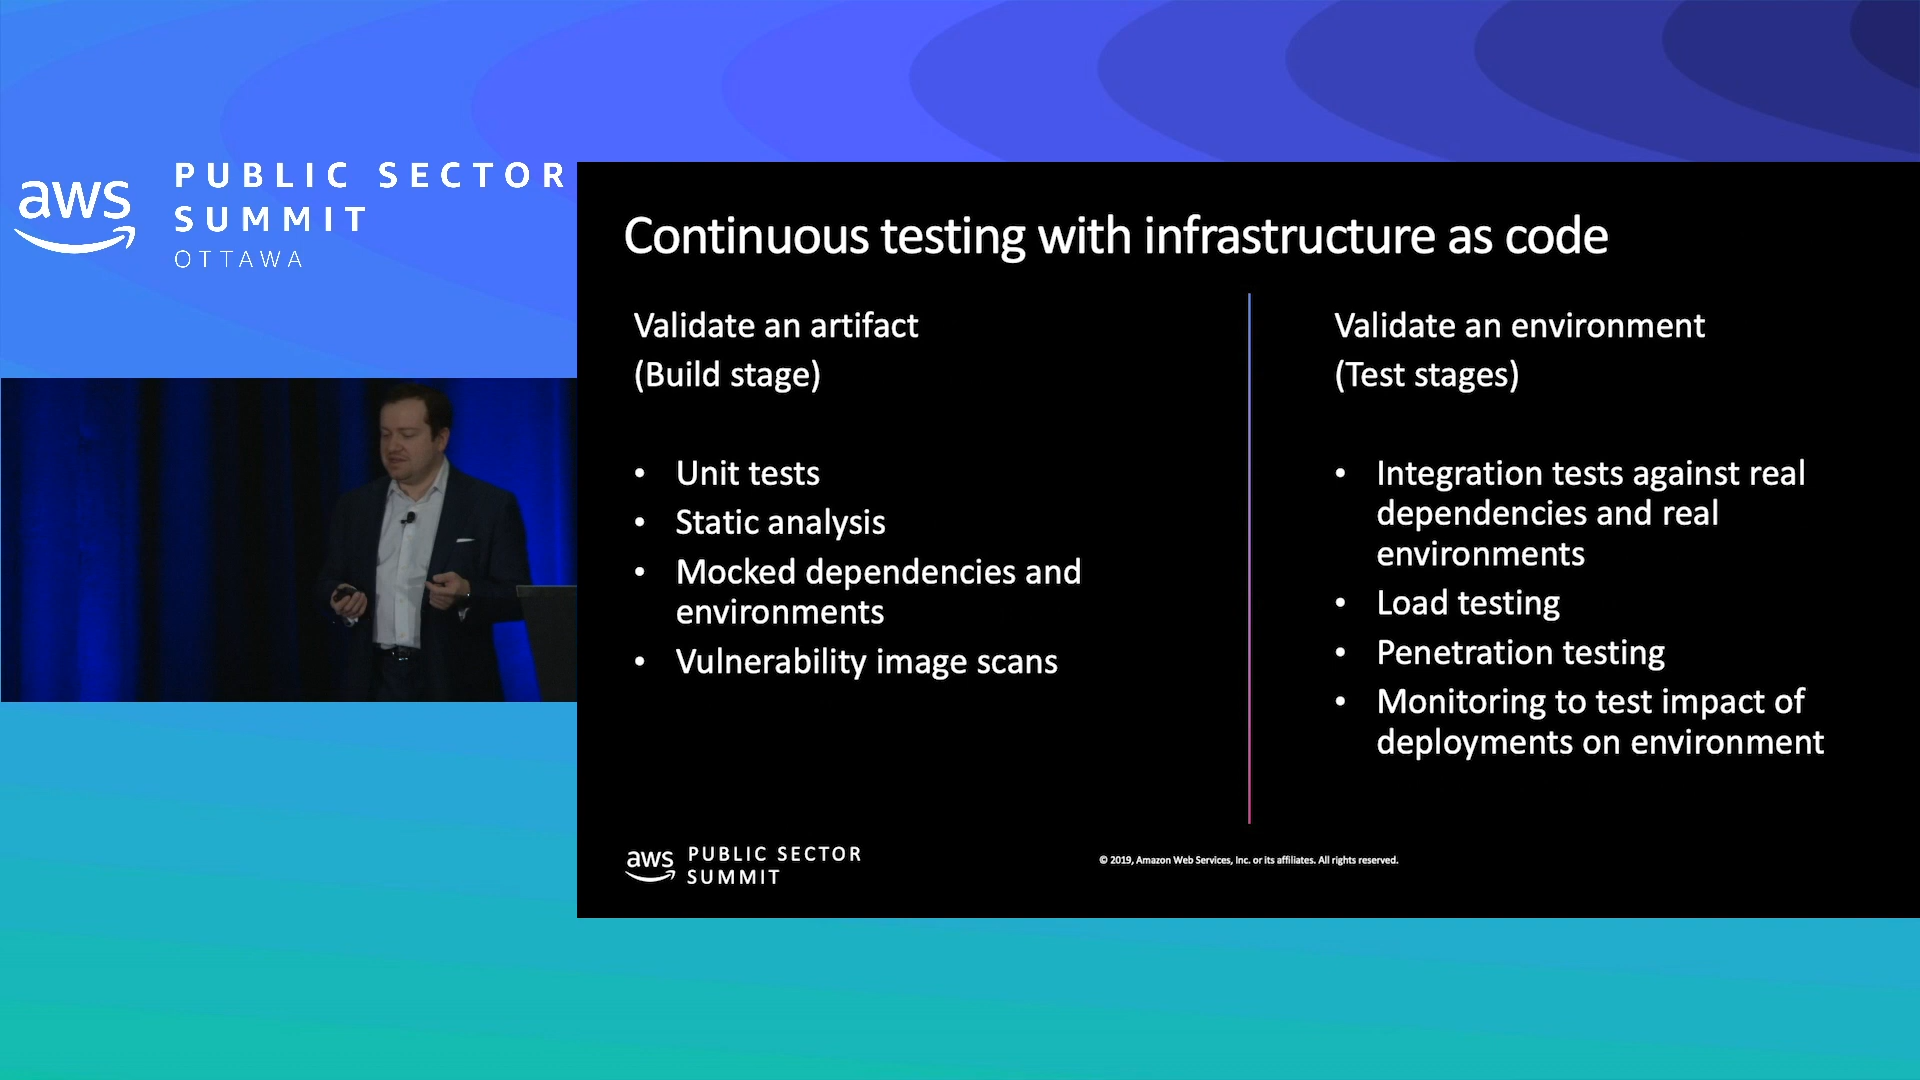 aws
PUBLIC SECTOR
SUMMIT
OTTAWA
Continuous testing with infrastructure as code
Validate an artifact
(Build stage)
• Unit tests
• Static analysis
• Mocked dependencies and
environments
• Vulnerability image scans
Validate an environment
(Test stages)
• Integration tests against real
dependencies and real
environments
• Load testing
• Penetration testing
• Monitoring to test impact of
deployments on environment
aws
PUBLIC SECTOR
SUMMIT
© 2019, Amazon Web Services, Inc. or its affiliates. All rights reserved.